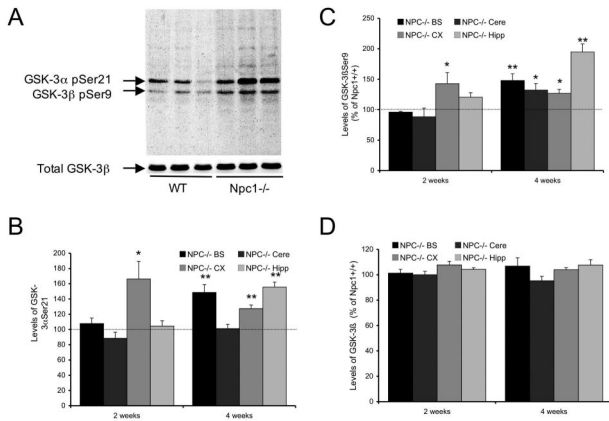 A
GSK-3α pSer21
GSK-3β pSer9
Total GSK-3β
WT
Npc1-/-
B
Levels of GSK-
3αSer21
NPC-/- BS
NPC-/- Cere
NPC-/- CX
NPC-/- Hipp
180
160
140
120
100
80
60
40
20
0
*
**
**
**
2 weeks
4 weeks
C
Levels of GSK-3ßSer9
(% of Npc1+/+)
NPC-/- BS
NPC-/- Cere
NPC-/- CX
NPC-/- Hipp
250
200
150
100
50
0
*
**
*
*
**
2 weeks
4 weeks
D
Levels of GSK-3ß (% of Npc1+/+)
NPC-/- BS
NPC-/- Cere
NPC-/- CX
NPC-/- Hipp
120
100
80
60
40
20
0
2 weeks
4 weeks